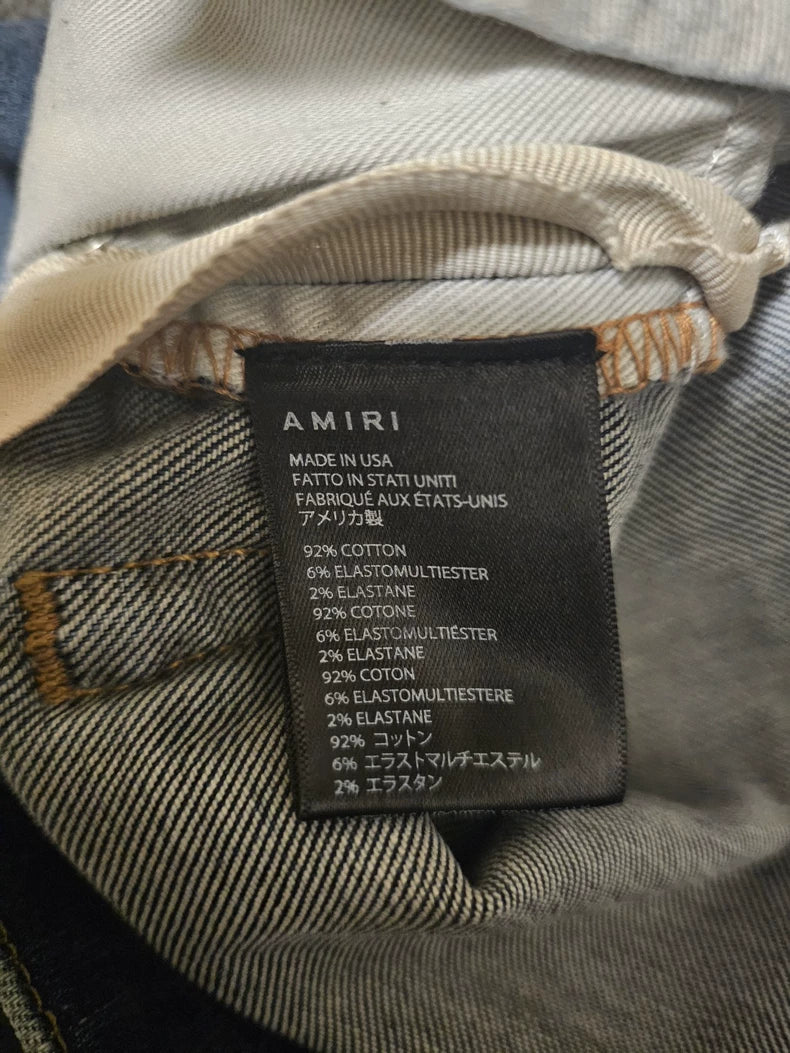 AMIRI
MADE IN USA
FATTO IN STATI UNITI
FABRIQUÉ AUX ÉTATS-UNIS
アメリカ製
92% COTTON
6% ELASTOMULTIESTER
2% ELASTANE
92% COTONE
6% ELASTOMULTIÉSTER
2% ELASTANE
92% COTON
6% ELASTOMULTIESTERE
2% ELASTANE
92% コットン
6% エラストマルチエステル
2% エラスタン